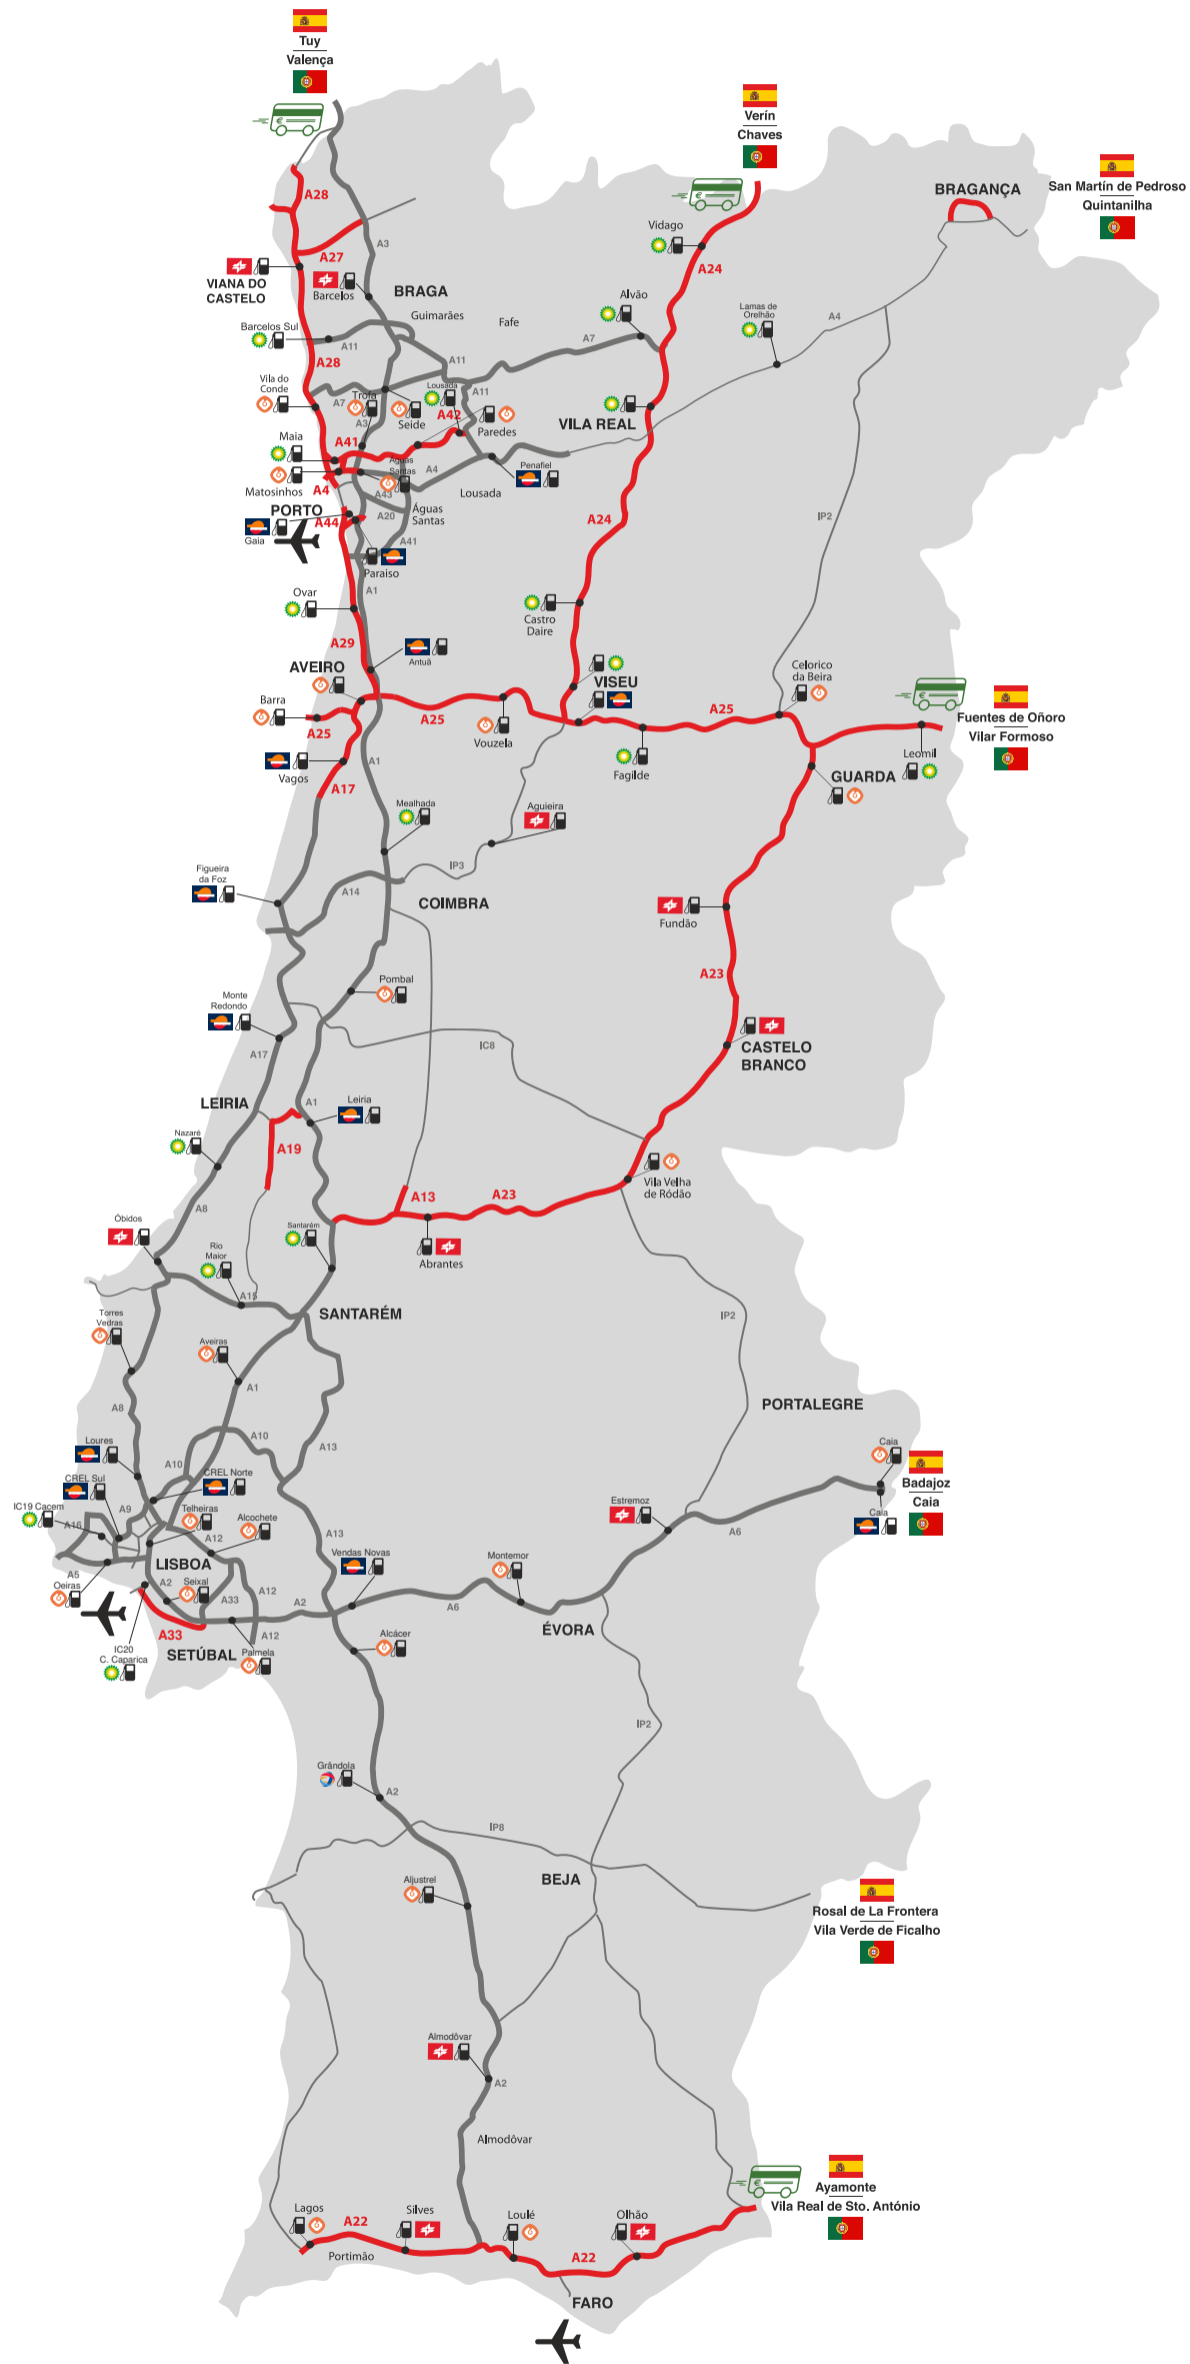 Tuy
Valença
Verín
Chaves
San Martín de Pedroso
Quintanilha
BRAGANÇA
A28
Vidago
A3
A27
A24
VIANA DO
CASTELO
Barcelos
BRAGA
Alvão
Lamas de
Orelhão
Guimarães
Fafe
A4
Barcelos Sul
A11
A7
A28
A11
Vila do
Conde
A7
Trofa
Lousada
A11
A3
Seide
A42
Paredes
VILA REAL
Maia
A41
Águas
Santas
A4
Penafiel
Matosinhos
A4
A43
Lousada
PORTO
A44
A20
Águas
Santas
A24
IP2
Gaia
A41
Paraiso
A1
Ovar
Castro
Daire
A29
Antuã
AVEIRO
VISEU
Celorico
da Beira
Barra
A25
A25
A25
Fuentes de Oñoro
Vilar Formoso
Vouzela
Leomil
A1
Vagos
Fagilde
GUARDA
A17
Mealhada
Aguieira
IP3
Figueira
da Foz
A14
COIMBRA
Fundão
A23
Pombal
Monte
Redondo
IC8
CASTELO
BRANCO
A17
LEIRIA
A1
Leiria
Nazaré
A19
Vila Velha
de Ródão
A13
A23
A8
Óbidos
Santarém
Rio
Maior
Abrantes
A15
SANTARÉM
IP2
Torres
Vedras
Aveiras
A1
A8
PORTALEGRE
Loures
A10
A10
A13
Caia
CREL Sul
CREL Norte
Badajoz
Caia
IC19 Cacem
A9
Telheiras
Alcochete
Estremoz
Caia
A16
A12
A13
A6
LISBOA
Vendas Novas
Montemor
A5
Oeiras
A2
Seixal
A33
A12
A2
A6
A33
A12
ÉVORA
IC20
C. Caparica
SETÚBAL
Palmela
Alcácer
IP2
Grândola
A2
IP8
BEJA
Aljustrel
Rosal de La Frontera
Vila Verde de Ficalho
Almodôvar
A2
Almodôvar
Ayamonte
Vila Real de Sto. António
Lagos
A22
Silves
Loulé
Olhão
Portimão
A22
FARO